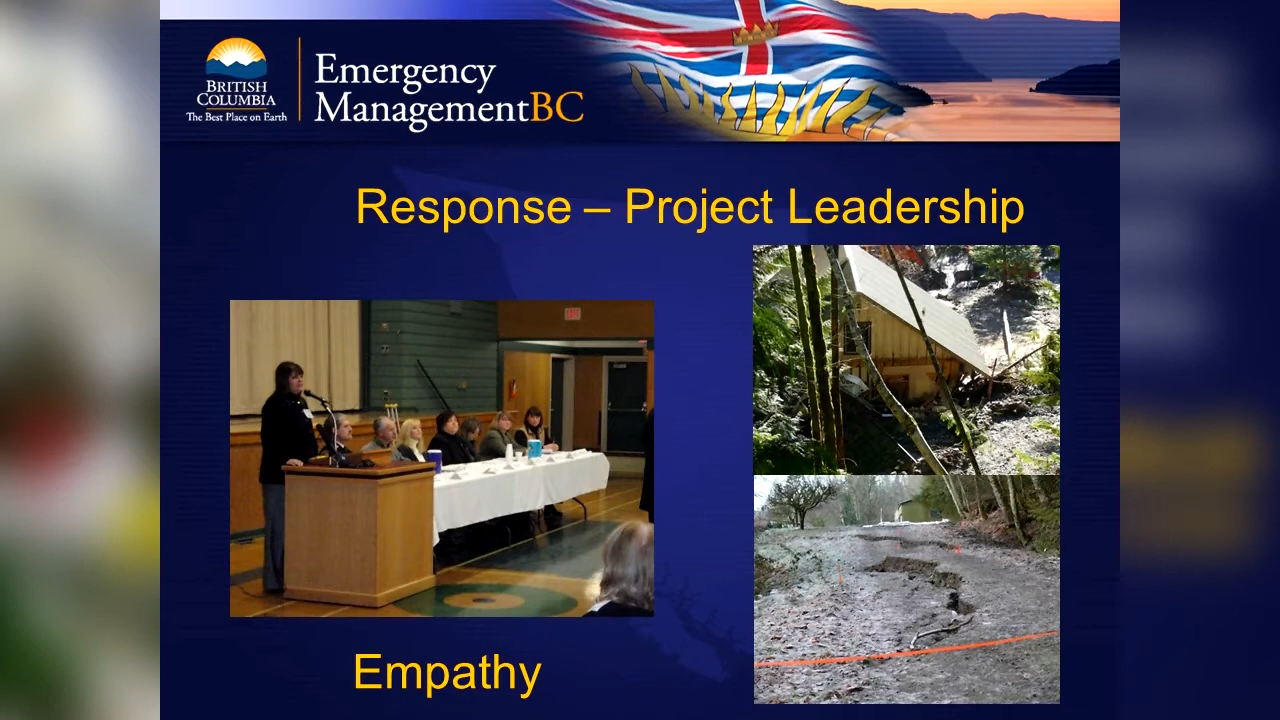 BRITISH
COLUMBIA
The Best Place on Earth
Emergency
ManagementBC
Response – Project Leadership
Empathy